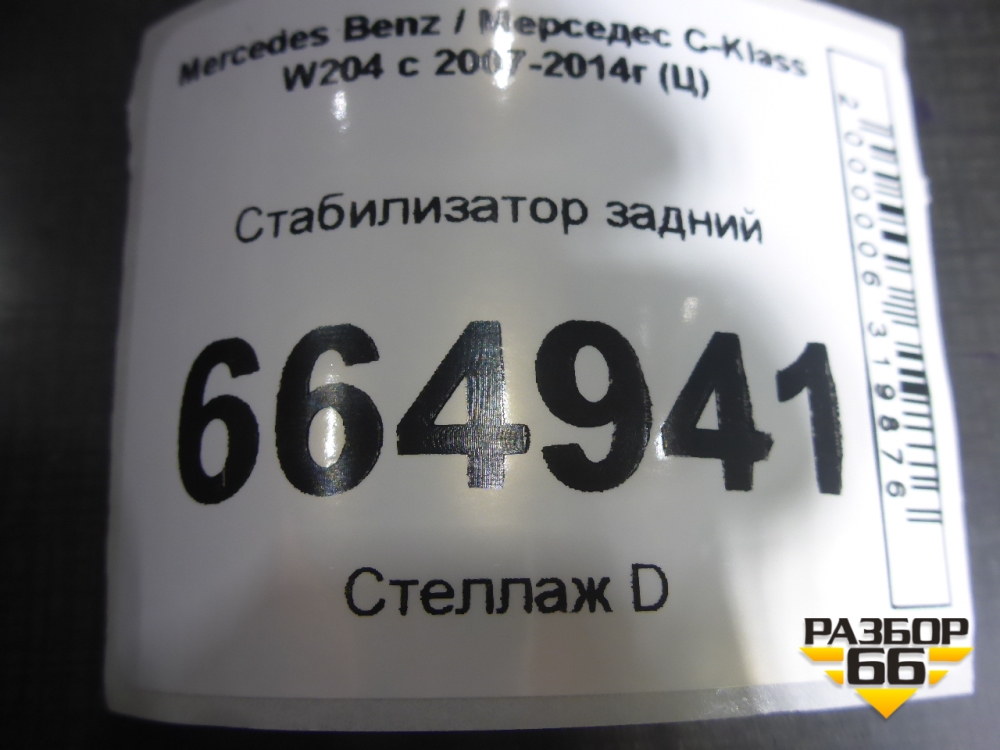 Mercedes Benz / Мерседес C-Klass
W204 с 2007-2014г (Ц)
Стабилизатор задний
664941
Стеллаж D
2000006319876
РАЗБОР
66